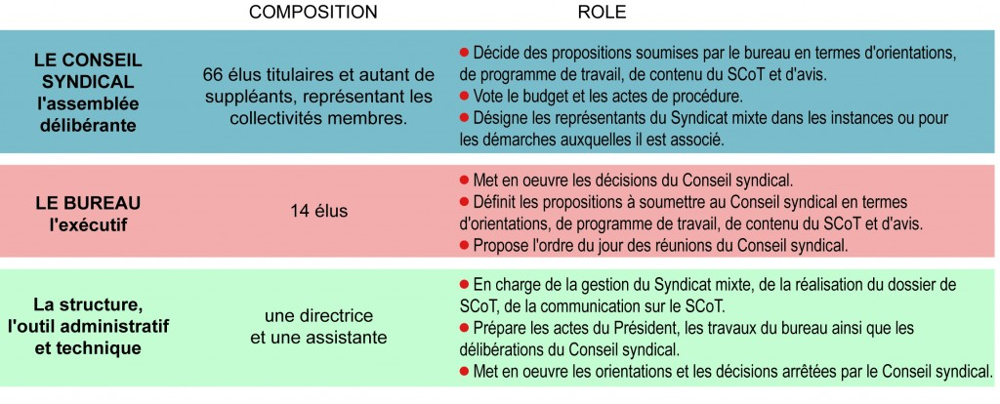 COMPOSITION
ROLE
LE CONSEIL
SYNDICAL
l'assemblée
délibérante
66 élus titulaires et autant de
suppléants, représentant les
collectivités membres.
• Décide des propositions soumises par le bureau en termes d'orientations,
de programme de travail, de contenu du SCoT et d'avis.
• Vote le budget et les actes de procédure.
• Désigne les représentants du Syndicat mixte dans les instances ou pour
les démarches auxquelles il est associé.
LE BUREAU
l'exécutif
14 élus
• Met en oeuvre les décisions du Conseil syndical.
• Définit les propositions à soumettre au Conseil syndical en termes
d'orientations, de programme de travail, de contenu du SCoT et d'avis.
• Propose l'ordre du jour des réunions du Conseil syndical.
La structure,
l'outil administratif
et technique
une directrice
et une assistante
• En charge de la gestion du Syndicat mixte, de la réalisation du dossier de
SCoT, de la communication sur le SCoT.
• Prépare les actes du Président, les travaux du bureau ainsi que les
délibérations du Conseil syndical.
• Met en oeuvre les orientations et les décisions arrêtées par le Conseil syndical.